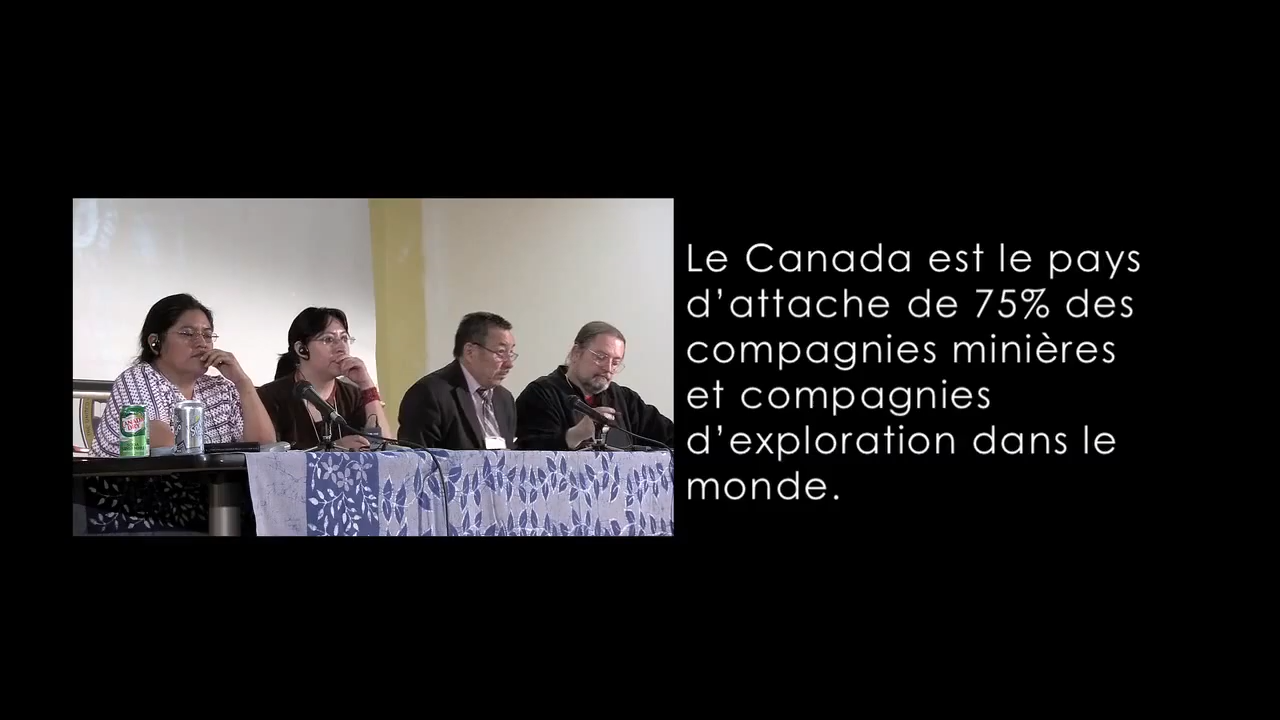 Le Canada est le pays
d’attache de 75% des
compagnies minières
et compagnies
d’exploration dans le
monde.